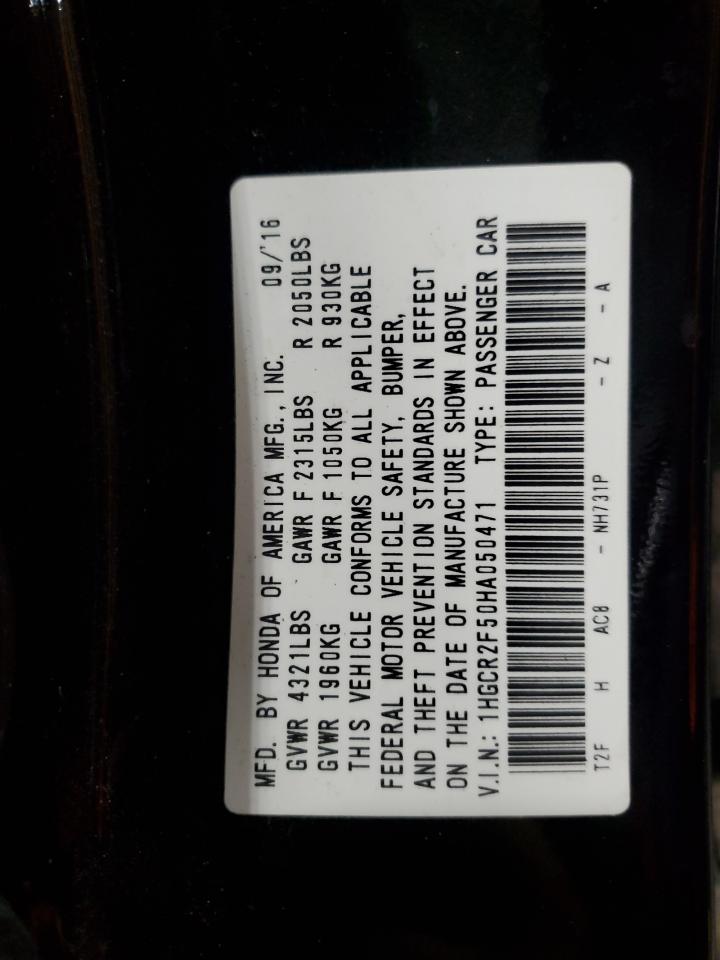 MFD. BY HONDA OF AMERICA MFG., INC. 09/'16
GVWR 4321LBS GAWR F 2315LBS R 2050LBS
GVWR 1960KG GAWR F 1050KG R 930KG
THIS VEHICLE CONFORMS TO ALL APPLICABLE
FEDERAL MOTOR VEHICLE SAFETY, BUMPER,
AND THEFT PREVENTION STANDARDS IN EFFECT
ON THE DATE OF MANUFACTURE SHOWN ABOVE.
V.I.N.: 1HGCR2F50HA050471 TYPE: PASSENGER CAR
T2F H AC8 - NH731P - Z - A